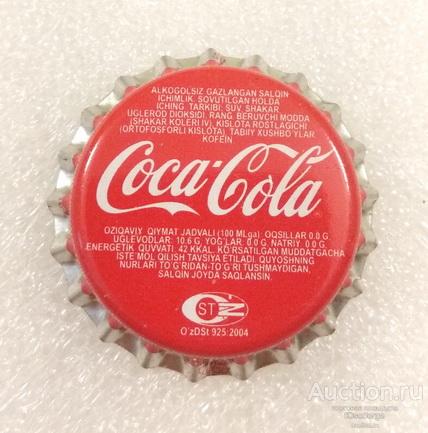 ALKOGOLSIZ GAZLANGAN SALQIN
ICHIMLIK. SOVUTILGAN HOLDA
ICHING. TARKIBI: SUV, SHAKAR,
UGLEROD DIOKSIDI, RANG BERUVCHI MODDA
(SHAKAR KOLERI IV), KISLOTA ROSTLAGICHI
(ORTOFOSFORLI KISLOTA), TABIIY XUSHBO'YLAR,
KOFEIN
Coca-Cola
OZIQAVIY QIYMAT JADVALI (100 MLga): OQSILLAR 0.0 G.
UGLEVODLAR: 10.6 G, YOG'LAR: 0.0 G. NATRIY: 0.0 G.
ENERGETIK QUVVATI: 42 KKAL. KO'RSATILGAN MUDDATGACHA
ISTE'MOL QILISH TAVSIYA ETILADI. QUYOSHNING
NURLARI TO'G'RIDAN-TO'G'RI TUSHMAYDIGAN,
SALQIN JOYDA SAQLANSIN.
ST
O'zDSt 925:2004
Auction.ru